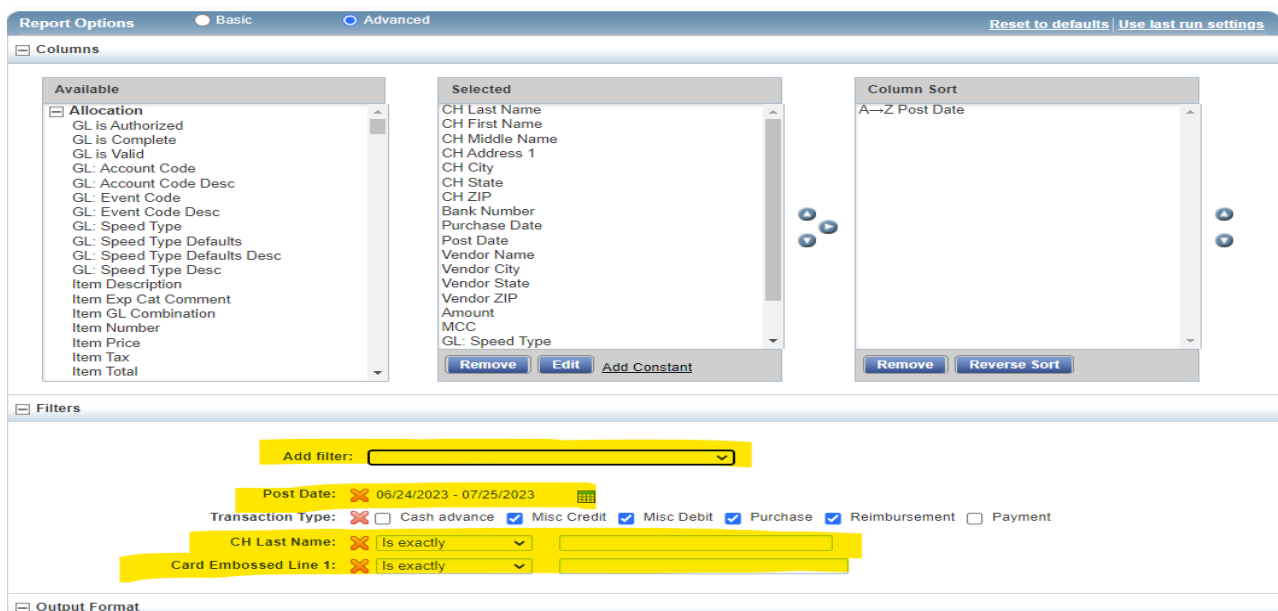 Report Options Basic Advanced Reset to defaults Use last run settings
Columns
Available
Allocation
GL is Authorized
GL is Complete
GL is Valid
GL: Account Code
GL: Account Code Desc
GL: Event Code
GL: Event Code Desc
GL: Speed Type
GL: Speed Type Defaults
GL: Speed Type Defaults Desc
GL: Speed Type Desc
Item Description
Item Exp Cat Comment
Item GL Combination
Item Number
Item Price
Item Tax
Item Total
Selected
CH Last Name
CH First Name
CH Middle Name
CH Address 1
CH City
CH State
CH ZIP
Bank Number
Purchase Date
Post Date
Vendor Name
Vendor City
Vendor State
Vendor ZIP
Amount
MCC
GL: Speed Type
Remove Edit Add Constant
Column Sort
A→Z Post Date
Remove Reverse Sort
Filters
Add filter:
Post Date: 06/24/2023 - 07/25/2023
Transaction Type: Cash advance Misc Credit Misc Debit Purchase Reimbursement Payment
CH Last Name: Is exactly
Card Embossed Line 1: Is exactly
Output Format